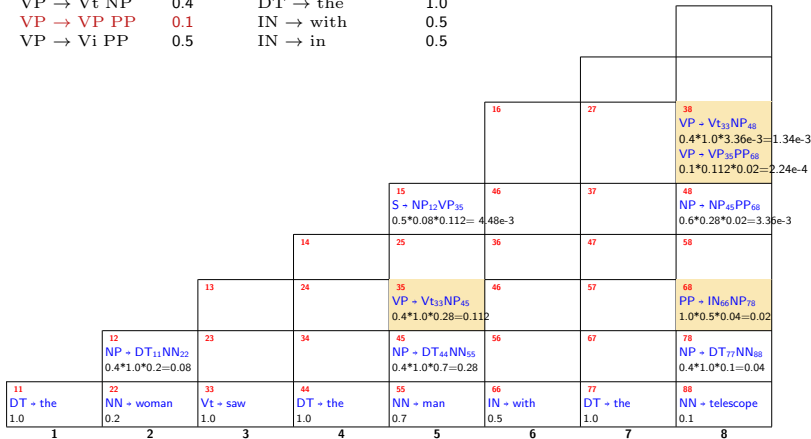 VP → Vt NP 0.4 DT → the 1.0
VP → VP PP 0.1 IN → with 0.5
VP → Vi PP 0.5 IN → in 0.5
16 27 38
VP → Vt₃₃NP₄₈
0.4*1.0*3.36e-3=1.34e-3
VP → VP₃₅PP₆₈
0.1*0.112*0.02=2.24e-4
15 46 37 48
S → NP₁₂VP₃₅ NP → NP₄₅PP₆₈
0.5*0.08*0.112= 4.48e-3 0.6*0.28*0.02=3.36e-3
14 25 36 47 58
13 24 35 46 57 68
VP → Vt₃₃NP₄₅ PP → IN₆₆NP₇₈
0.4*1.0*0.28=0.112 1.0*0.5*0.04=0.02
12 23 34 45 56 67 78
NP → DT₁₁NN₂₂ NP → DT₄₄NN₅₅ NP → DT₇₇NN₈₈
0.4*1.0*0.2=0.08 0.4*1.0*0.7=0.28 0.4*1.0*0.1=0.04
11 22 33 44 55 66 77 88
DT → the NN → woman Vt → saw DT → the NN → man IN → with DT → the NN → telescope
1.0 0.2 1.0 1.0 0.7 0.5 1.0 0.1
1 2 3 4 5 6 7 8